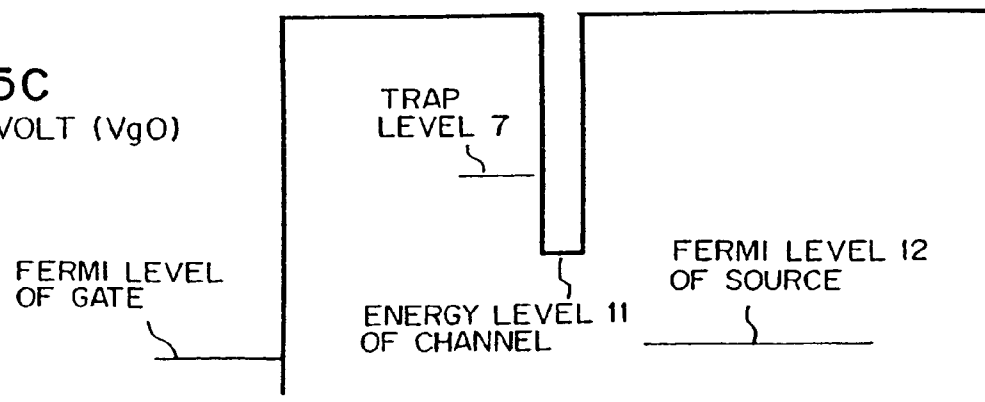 5C
VOLT (Vg0)
TRAP
LEVEL 7
FERMI LEVEL
OF GATE
ENERGY LEVEL 11
OF CHANNEL
FERMI LEVEL 12
OF SOURCE